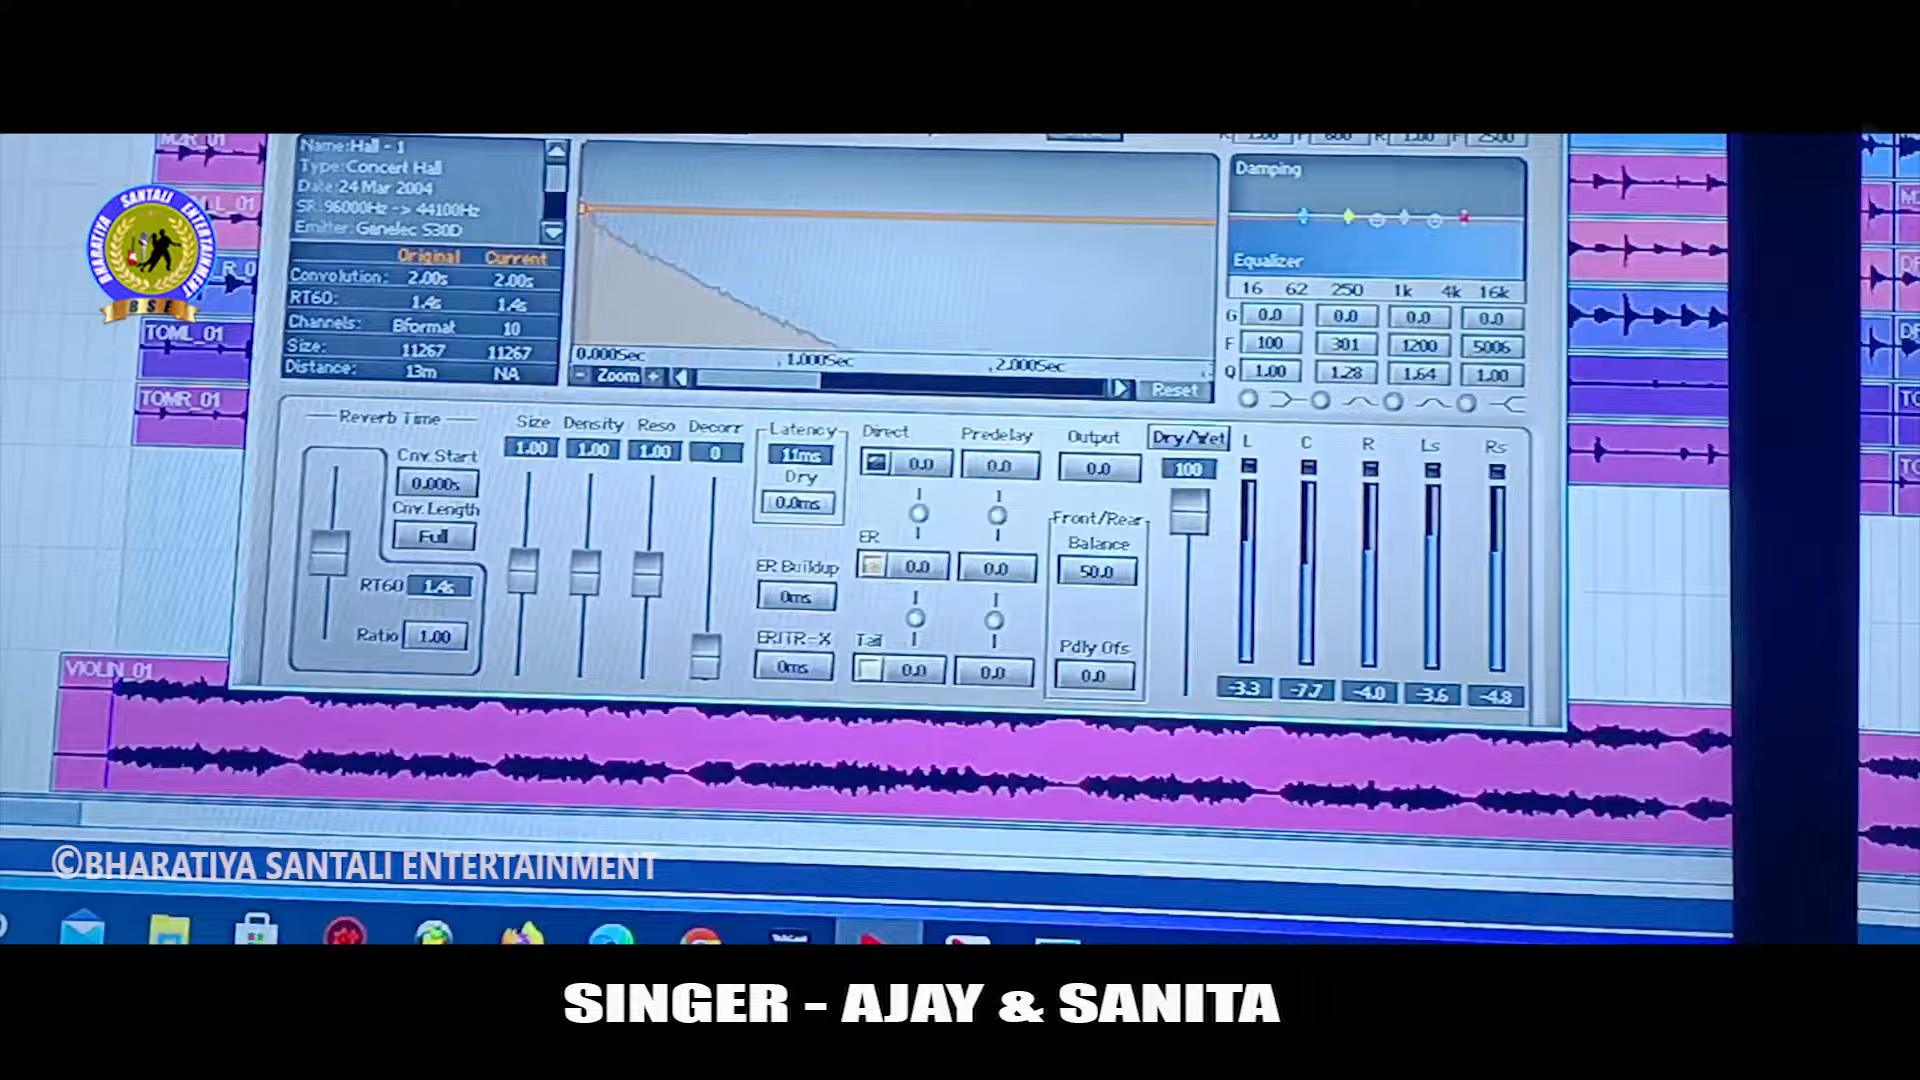 M2R_01
Name:Hall - 1
Type:Concert Hall
Date:24 Mar 2004
SR:96000Hz -> 44100Hz
Emitter:Genelec S30D
Original Current
Convolution: 2.00s 2.00s
RT60: 1.4s 1.4s
Channels: Bformat 10
Size: 11267 11267
Distance: 13m NA
0.000Sec 1.000Sec 2.000Sec
- Zoom + Reset
Damping
Equalizer
16 62 250 1k 4k 16k
G 0.0 0.0 0.0 0.0
F 100 301 1200 5006
Q 1.00 1.28 1.64 1.00
BHARATIYA SANTALI ENTERTAINMENT
BSE
TOML_01
TOMR_01
Reverb Time
Cnv. Start
0.000s
Cnv. Length
Full
RT60 1.4s
Ratio 1.00
Size Density Reso Decorr
1.00 1.00 1.00 0
Latency
11ms
Dry
0.0ms
ER Buildup
0ms
ER/TR-X
0ms
Direct Predelay Output Dry/Wet
0.0 0.0 0.0 100
ER
0.0 0.0
Tail
0.0 0.0
Front/Rear
Balance
50.0
Pdly Ofs
0.0
L C R Ls Rs
-3.3 -7.7 -4.0 -3.6 -4.8
VIOLIN_01
©BHARATIYA SANTALI ENTERTAINMENT
SINGER - AJAY & SANITA